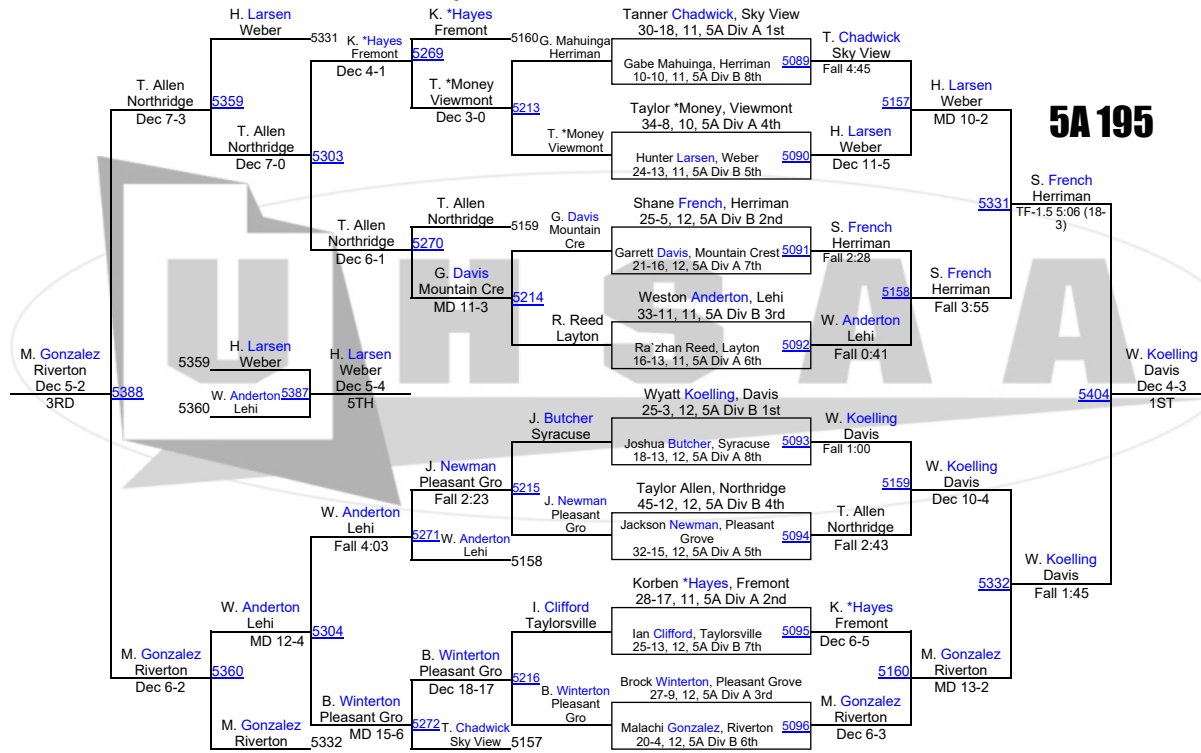 5A 195
H. Larsen
Weber
5331
K. *Hayes
Fremont
Dec 4-1
K. *Hayes
Fremont
5160
5269
T. *Money
Viewmont
Dec 3-0
G. Mahuinga
Herriman
5213
T. *Money
Viewmont
Tanner Chadwick, Sky View
30-18, 11, 5A Div A 1st
Gabe Mahuinga, Herriman
10-10, 11, 5A Div B 8th
5089
T. Chadwick
Sky View
Fall 4:45
Taylor *Money, Viewmont
34-8, 10, 5A Div A 4th
Hunter Larsen, Weber
24-13, 11, 5A Div B 5th
5090
H. Larsen
Weber
Dec 11-5
5157
H. Larsen
Weber
MD 10-2
T. Allen
Northridge
Dec 7-3
5359
T. Allen
Northridge
Dec 7-0
5303
T. Allen
Northridge
Dec 6-1
T. Allen
Northridge
5159
5270
G. Davis
Mountain Cre
MD 11-3
G. Davis
Mountain
Cre
5214
R. Reed
Layton
Shane French, Herriman
25-5, 12, 5A Div B 2nd
Garrett Davis, Mountain Crest
21-16, 12, 5A Div A 7th
5091
S. French
Herriman
Fall 2:28
Weston Anderton, Lehi
33-11, 11, 5A Div B 3rd
Ra`zhan Reed, Layton
16-13, 11, 5A Div A 6th
5092
W. Anderton
Lehi
Fall 0:41
5158
S. French
Herriman
Fall 3:55
5331
S. French
Herriman
TF-1.5 5:06 (18-
3)
UHSAA
M. Gonzalez
Riverton
Dec 5-2
3RD
5388
5359
H. Larsen
Weber
5360
W. Anderton
Lehi
5387
H. Larsen
Weber
Dec 5-4
5TH
5404
W. Koelling
Davis
Dec 4-3
1ST
J. Butcher
Syracuse
Wyatt Koelling, Davis
25-3, 12, 5A Div B 1st
Joshua Butcher, Syracuse
18-13, 12, 5A Div A 8th
5093
W. Koelling
Davis
Fall 1:00
J. Newman
Pleasant Gro
Fall 2:23
5215
J. Newman
Pleasant
Gro
Taylor Allen, Northridge
45-12, 12, 5A Div B 4th
Jackson Newman, Pleasant
Grove
32-15, 12, 5A Div A 5th
5094
T. Allen
Northridge
Fall 2:43
5159
W. Koelling
Davis
Dec 10-4
W. Anderton
Lehi
Fall 4:03
5271
W. Anderton
Lehi
5158
5332
W. Koelling
Davis
Fall 1:45
W. Anderton
Lehi
MD 12-4
5304
I. Clifford
Taylorsville
Korben *Hayes, Fremont
28-17, 11, 5A Div A 2nd
Ian Clifford, Taylorsville
25-13, 12, 5A Div B 7th
5095
K. *Hayes
Fremont
Dec 6-5
M. Gonzalez
Riverton
Dec 6-2
5360
B. Winterton
Pleasant Gro
Dec 18-17
5216
B. Winterton
Pleasant
Gro
Brock Winterton, Pleasant Grove
27-9, 12, 5A Div A 3rd
Malachi Gonzalez, Riverton
20-4, 12, 5A Div B 6th
5096
M. Gonzalez
Riverton
Dec 6-3
5160
M. Gonzalez
Riverton
MD 13-2
M. Gonzalez
Riverton
5332
B. Winterton
Pleasant Gro
MD 15-6
5272
T. Chadwick
Sky View
5157